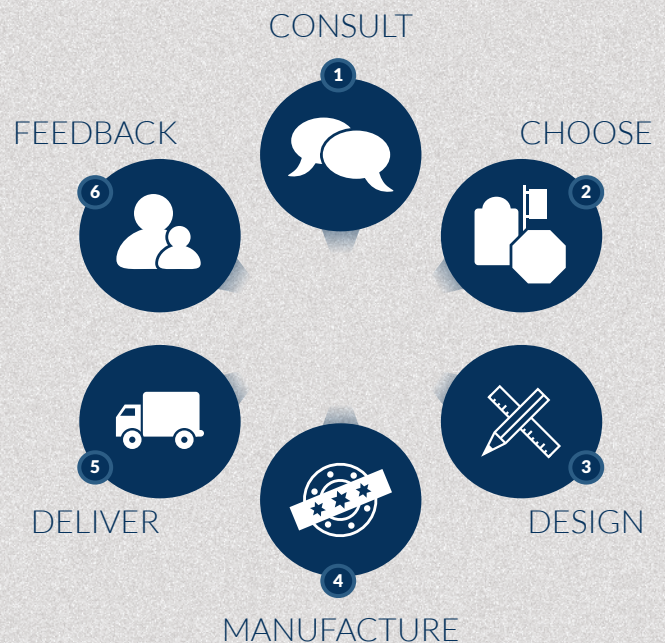 CONSULT
1
CHOOSE
2
3
DESIGN
4
MANUFACTURE
5
DELIVER
FEEDBACK
6